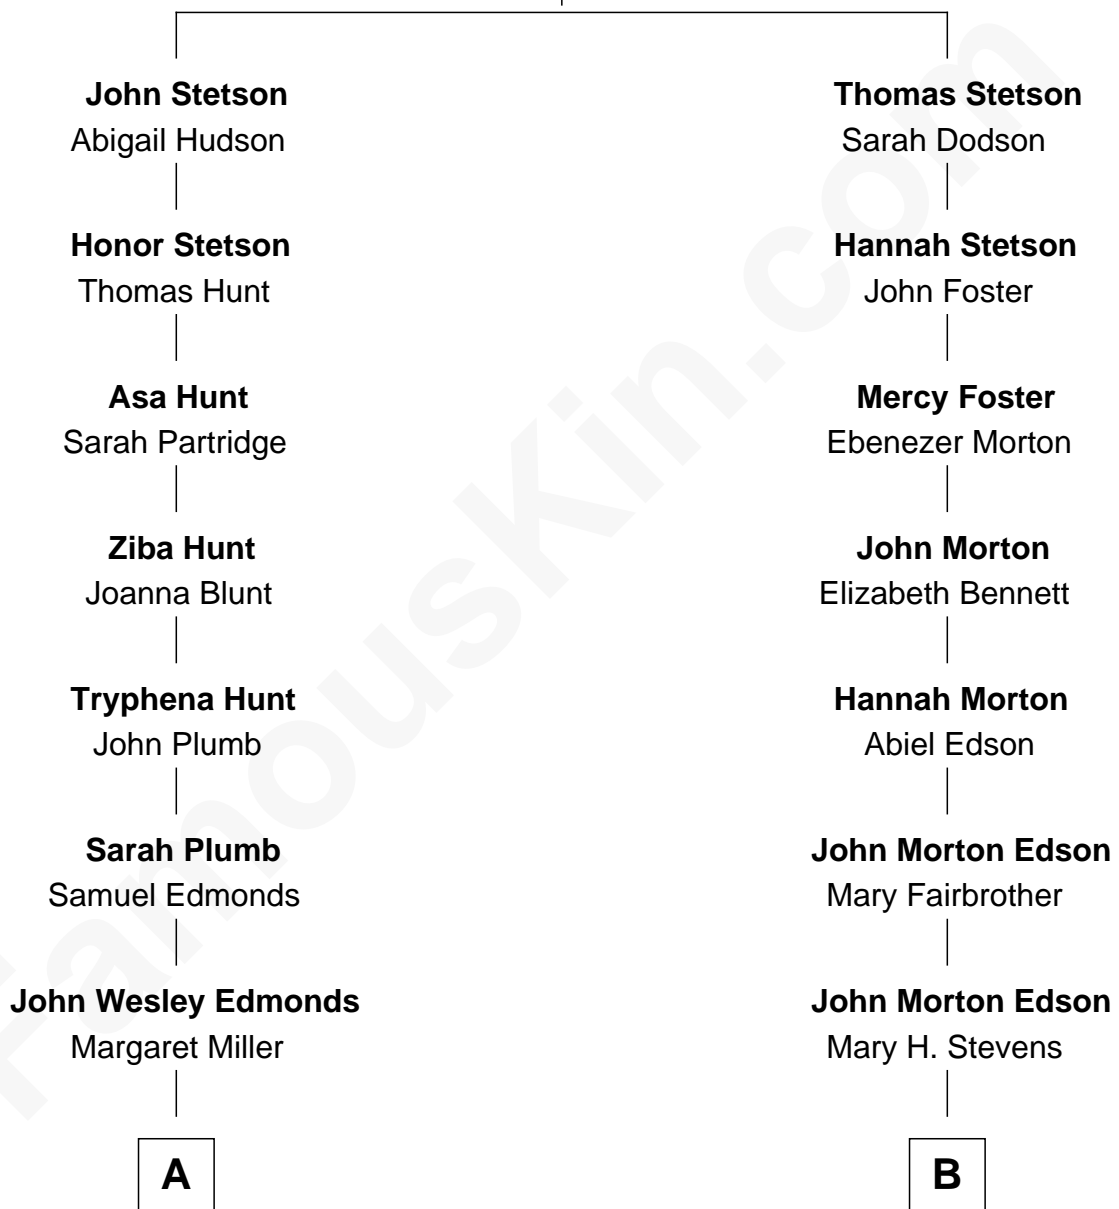 John Stetson
Abigail Hudson
Thomas Stetson
Sarah Dodson
Honor Stetson
Thomas Hunt
Hannah Stetson
John Foster
Asa Hunt
Sarah Partridge
Mercy Foster
Ebenezer Morton
Ziba Hunt
Joanna Blunt
John Morton
Elizabeth Bennett
Tryphena Hunt
John Plumb
Hannah Morton
Abiel Edson
Sarah Plumb
Samuel Edmonds
John Morton Edson
Mary Fairbrother
John Wesley Edmonds
Margaret Miller
John Morton Edson
Mary H. Stevens
A
B
FamousKin.com